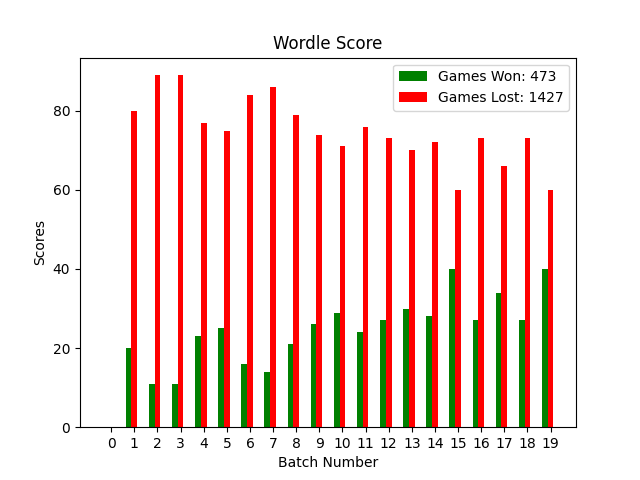 Wordle Score
Games Won: 473
Games Lost: 1427
80
60
40
20
0
Scores
0 1 2 3 4 5 6 7 8 9 10 11 12 13 14 15 16 17 18 19
Batch Number